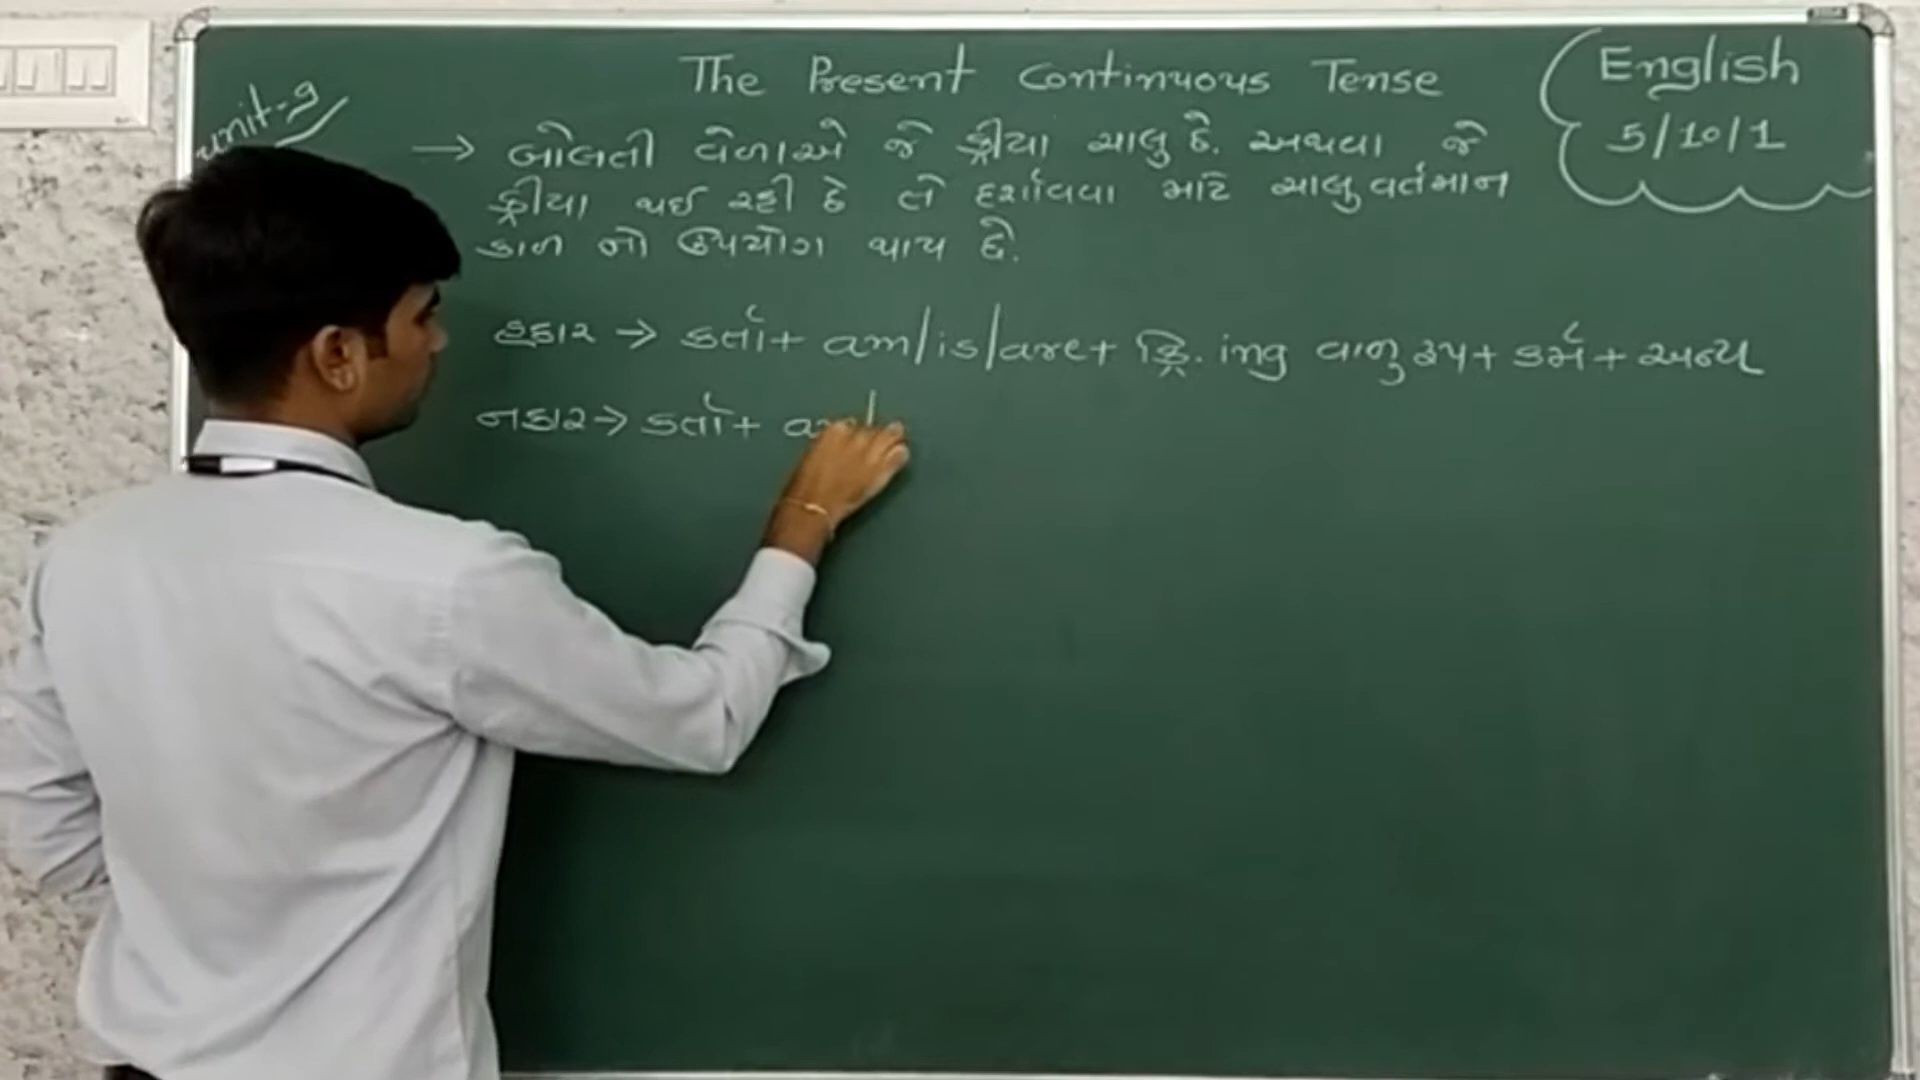 The Present Continuous Tense
English
5/10/1
unit-9
→ બોલતી વેળાએ જે ક્રીયા ચાલુ છે. અથવા જે
ક્રીયા થઈ રહી છે તે દર્શાવવા માટે ચાલુ વર્તમાન
કાળ નો ઉપયોગ થાય છે.
હકાર → કર્તા + am/is/are + ક્રિ. ing વાળુ રૂપ + કર્મ + અન્ય
નકાર → કર્તા + am/